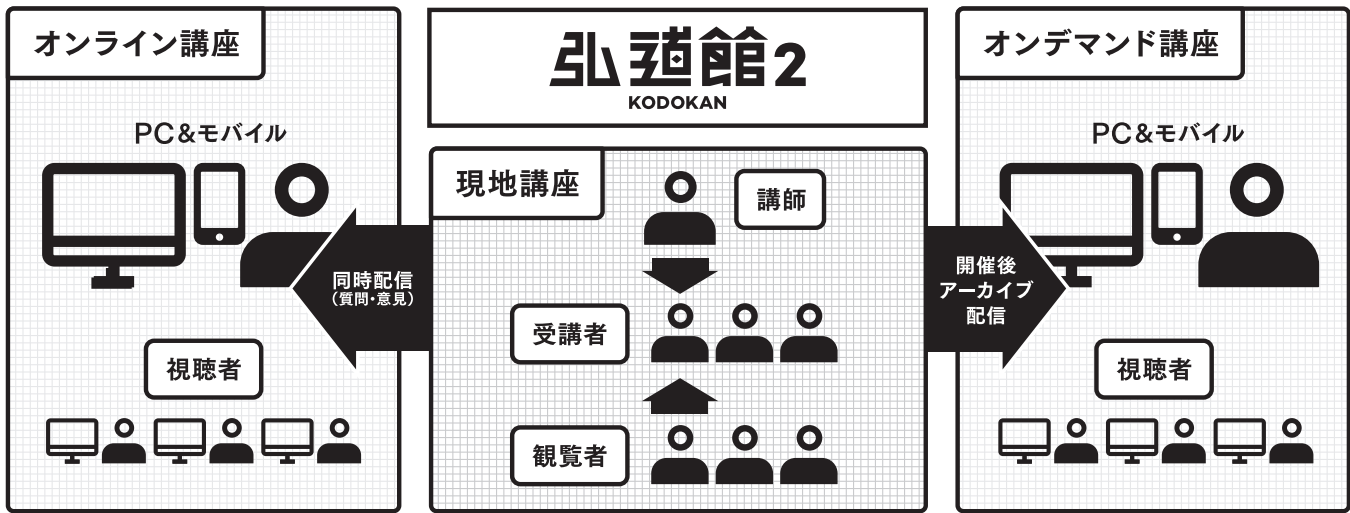 オンライン講座
PC&モバイル
同時配信
(質問・意見)
視聴者
弘道館2
KODOKAN
現地講座
講師
受講者
観覧者
オンデマンド講座
PC&モバイル
開催後
アーカイブ
配信
視聴者